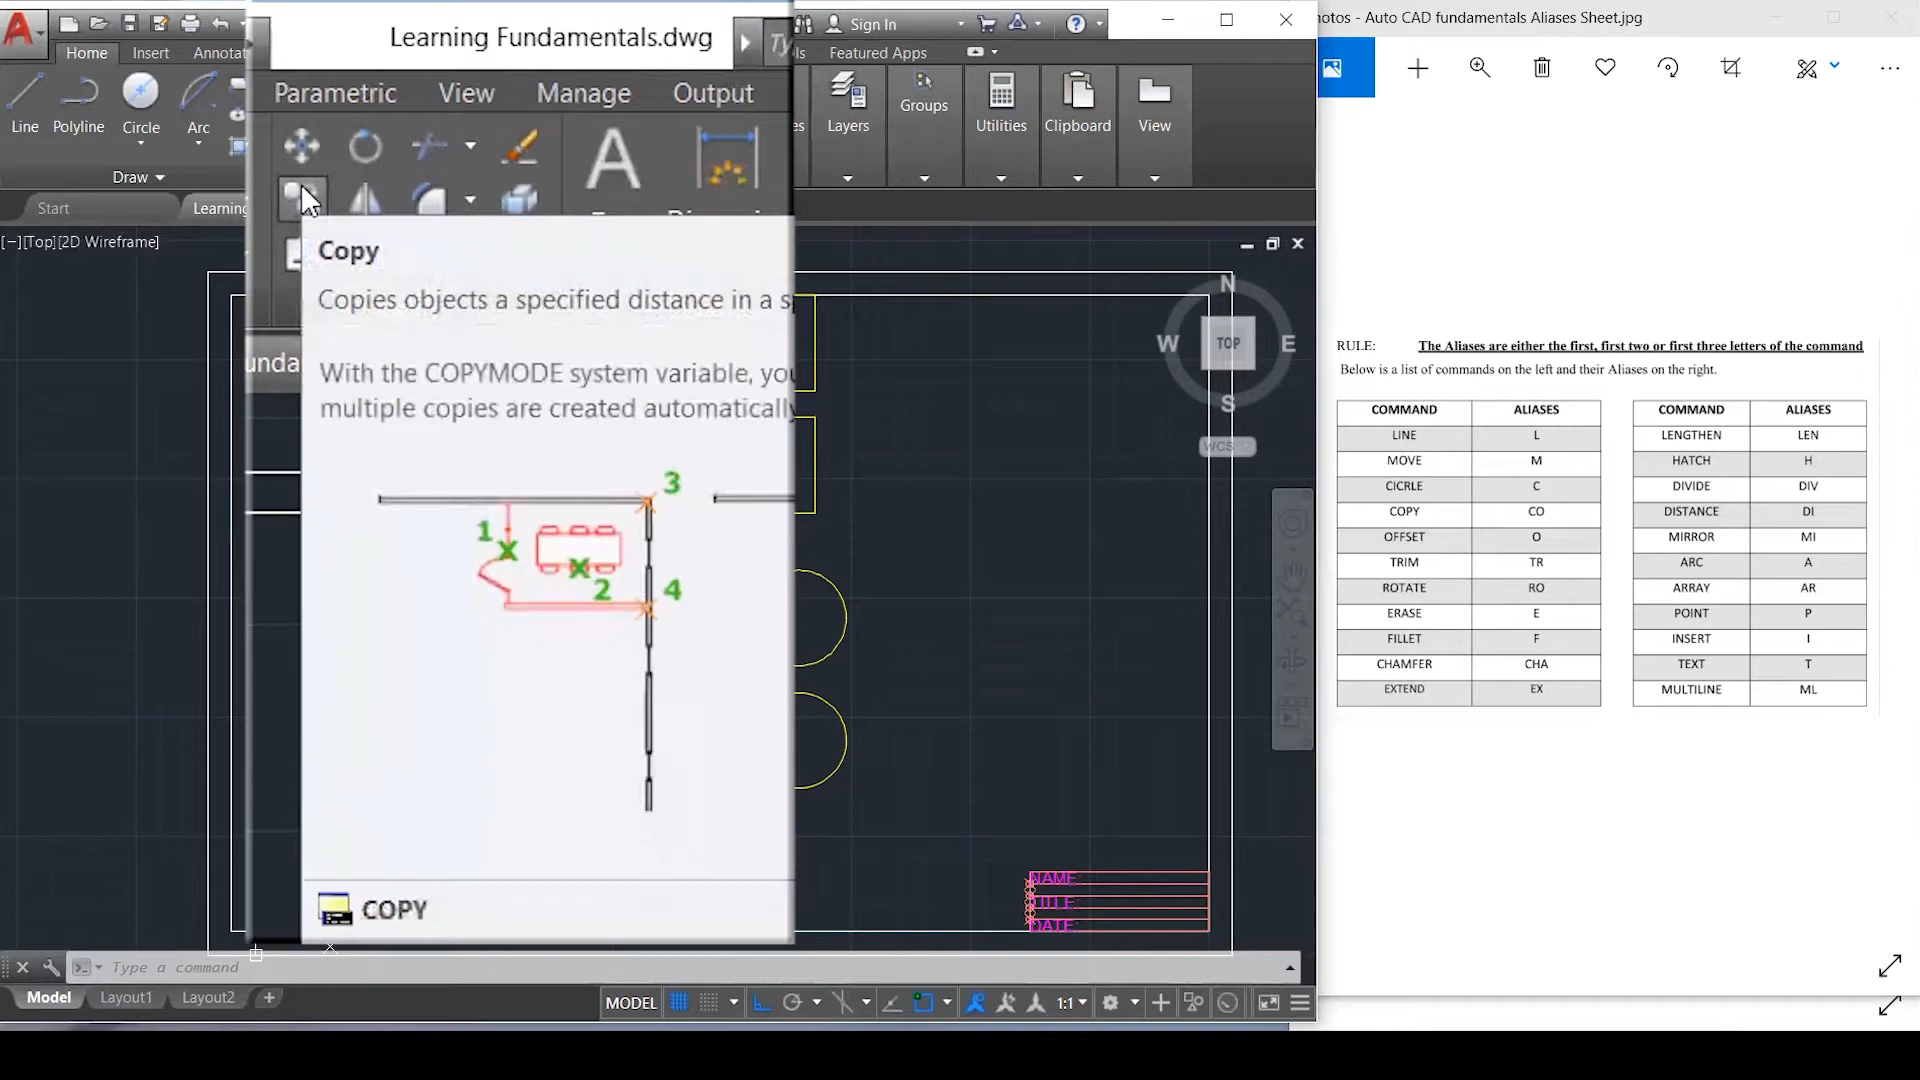 Learning Fundamentals.dwg
Sign In
Photos - Auto CAD fundamentals Aliases Sheet.jpg
Home
Insert
Parametric
View
Manage
Output
Featured Apps
Line
Polyline
Circle
Arc
Draw
Layers
Groups
Utilities
Clipboard
View
Start
Learning
[−][Top][2D Wireframe]
Copy
Copies objects a specified distance in a
With the COPYMODE system variable,
multiple copies are created automatically
1
2
3
4
COPY
N
W
TOP
E
S
WCS
NAME:
TITLE:
DATE:
Type a command
Model
Layout1
Layout2
MODEL
1:1
RULE: The Aliases are either the first, first two or first three letters of the command
Below is a list of commands on the left and their Aliases on the right.
COMMAND ALIASES
LINE L
MOVE M
CICRLE C
COPY CO
OFFSET O
TRIM TR
ROTATE RO
ERASE E
FILLET F
CHAMFER CHA
EXTEND EX
COMMAND ALIASES
LENGTHEN LEN
HATCH H
DIVIDE DIV
DISTANCE DI
MIRROR MI
ARC A
ARRAY AR
POINT P
INSERT I
TEXT T
MULTILINE ML